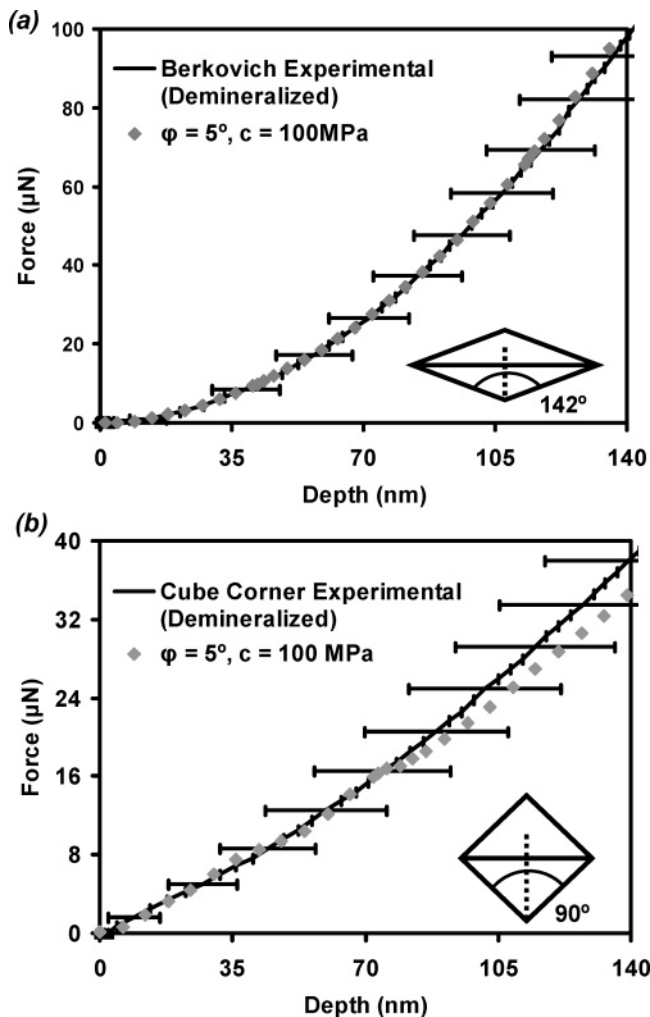 (a)
100
80
60
40
20
0
Force (µN)
Berkovich Experimental
(Demineralized)
φ = 5º, c = 100MPa
142º
0 35 70 105 140
Depth (nm)
(b)
40
32
24
16
8
0
Force (µN)
Cube Corner Experimental
(Demineralized)
φ = 5º, c = 100 MPa
90º
0 35 70 105 140
Depth (nm)